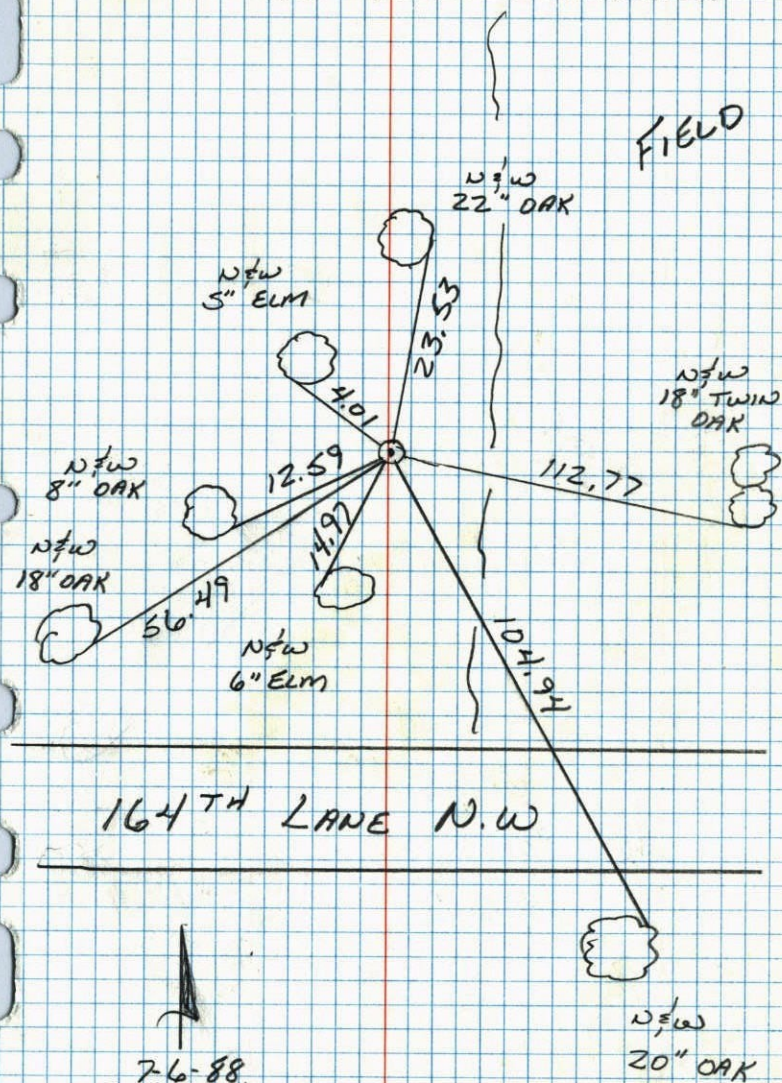 FIELD
N & W
22" OAK
N & W
5" ELM
23.53
4.01
N & W
18" TWIN
OAK
N & W
8" OAK
12.59
112.77
14.97
N & W
18" OAK
56.49
N & W
6" ELM
104.94
164TH LANE N.W
N & W
20" OAK
7-6-88